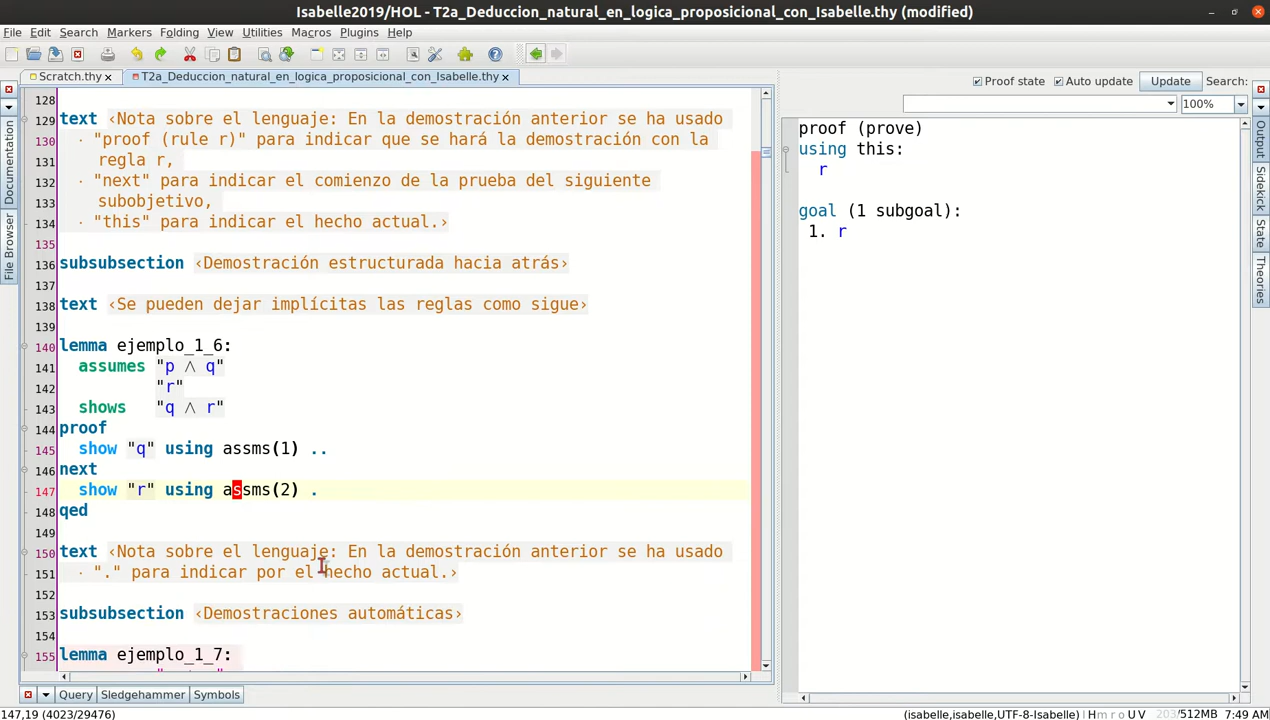 Isabelle2019/HOL - T2a_Deduccion_natural_en_logica_proposicional_con_Isabelle.thy (modified)
File Edit Search Markers Folding View Utilities Macros Plugins Help
Scratch.thy
T2a_Deduccion_natural_en_logica_proposicional_con_Isabelle.thy
Proof state Auto update Update Search:
100%
Documentation
File Browser
128
129 text ‹Nota sobre el lenguaje: En la demostración anterior se ha usado
130 · "proof (rule r)" para indicar que se hará la demostración con la
131 regla r,
132 · "next" para indicar el comienzo de la prueba del siguiente
133 subobjetivo,
134 · "this" para indicar el hecho actual.›
135
136 subsubsection ‹Demostración estructurada hacia atrás›
137
138 text ‹Se pueden dejar implícitas las reglas como sigue›
139
140 lemma ejemplo_1_6:
141 assumes "p ∧ q"
142 "r"
143 shows "q ∧ r"
144 proof
145 show "q" using assms(1) ..
146 next
147 show "r" using assms(2) .
148 qed
149
150 text ‹Nota sobre el lenguaje: En la demostración anterior se ha usado
151 · "." para indicar por el hecho actual.›
152
153 subsubsection ‹Demostraciones automáticas›
154
155 lemma ejemplo_1_7:
proof (prove)
using this:
r
goal (1 subgoal):
1. r
Output
Sidekick
State
Theories
Query Sledgehammer Symbols
147,19 (4023/29476)
(isabelle,isabelle,UTF-8-Isabelle) | H m r o U 203/512MB 7:49 AM